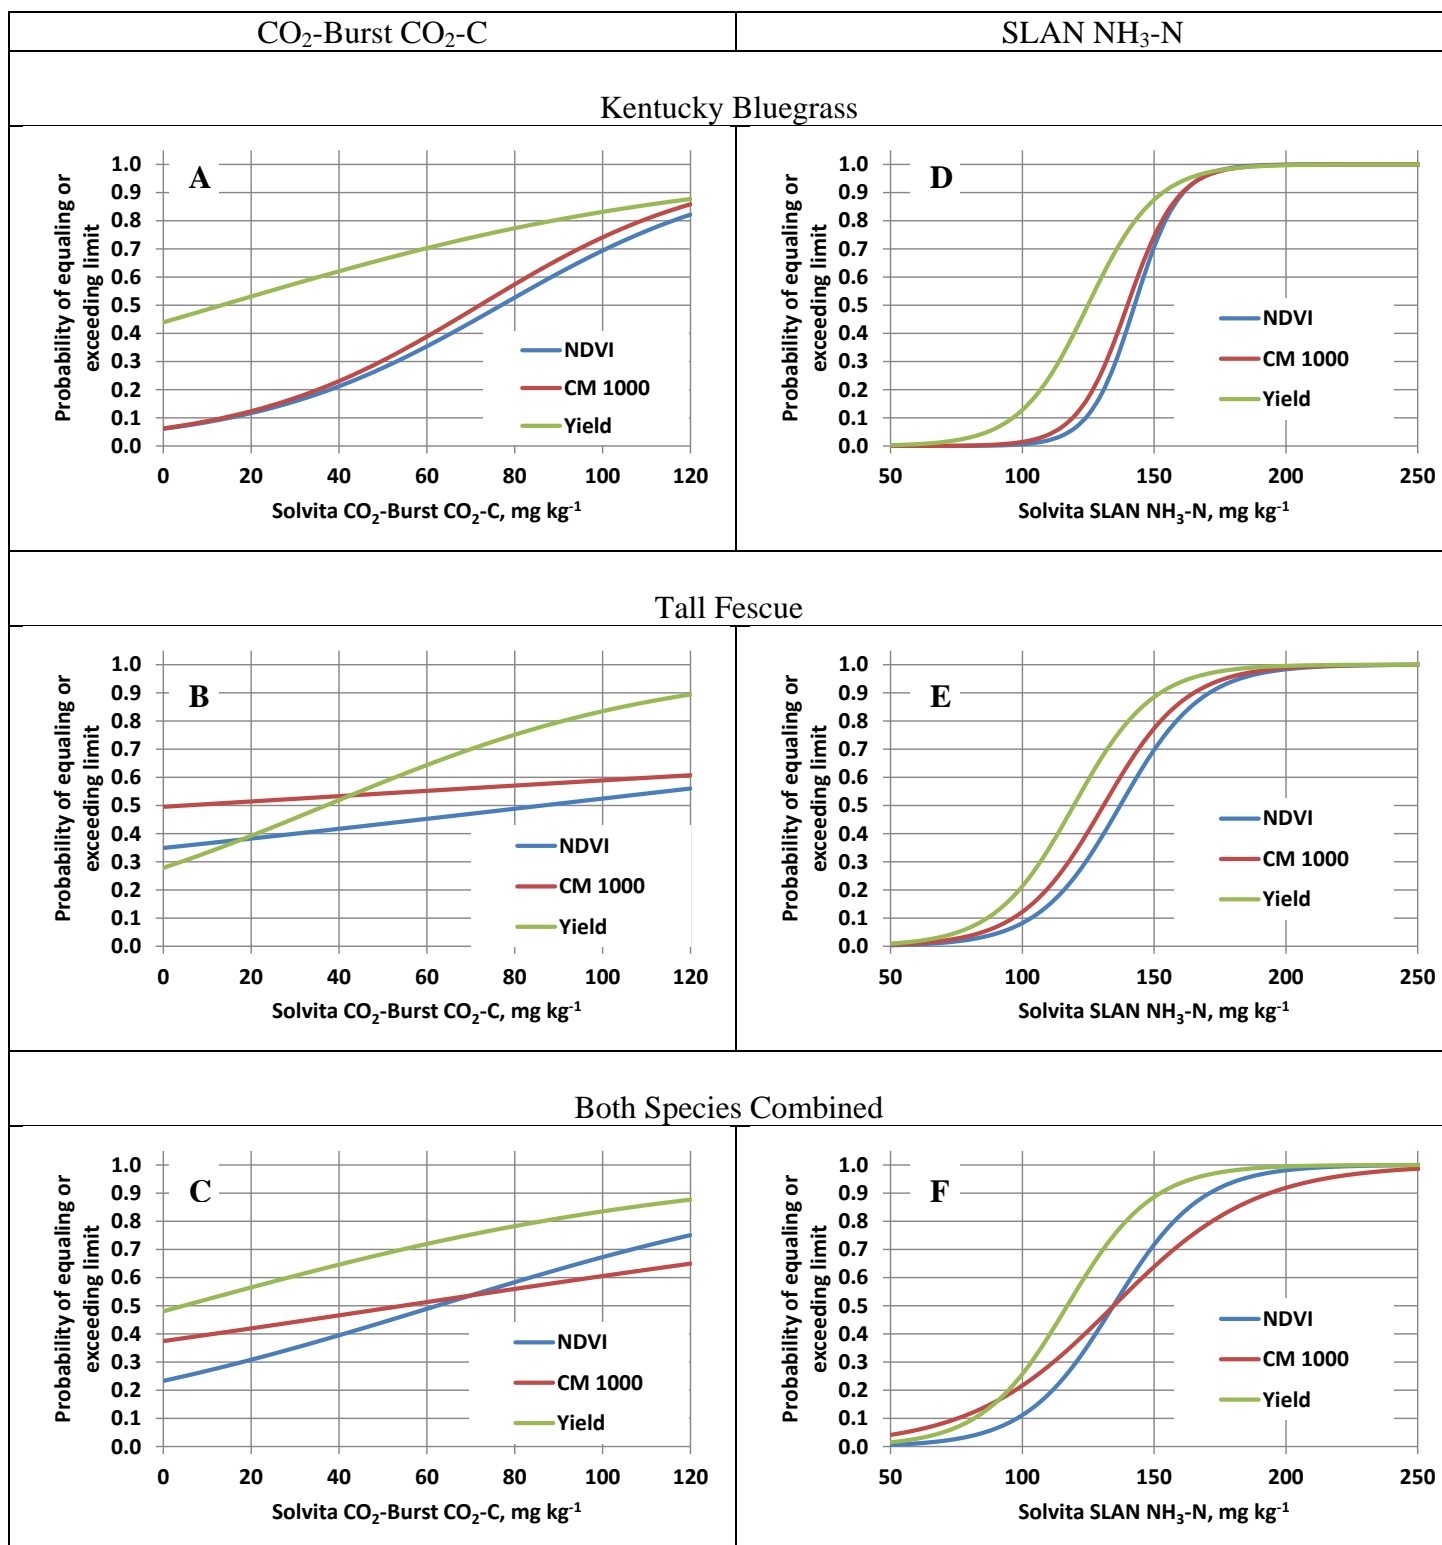 CO₂-Burst CO₂-C
SLAN NH₃-N
Kentucky Bluegrass
Probability of equaling or
exceeding limit
1.0
0.9
0.8
0.7
0.6
0.5
0.4
0.3
0.2
0.1
0.0
A
NDVI
CM 1000
Yield
0 20 40 60 80 100 120
Solvita CO₂-Burst CO₂-C, mg kg⁻¹
Probability of equaling or
exceeding limit
1.0
0.9
0.8
0.7
0.6
0.5
0.4
0.3
0.2
0.1
0.0
D
NDVI
CM 1000
Yield
50 100 150 200 250
Solvita SLAN NH₃-N, mg kg⁻¹
Tall Fescue
Probability of equaling or
exceeding limit
1.0
0.9
0.8
0.7
0.6
0.5
0.4
0.3
0.2
0.1
0.0
B
NDVI
CM 1000
Yield
0 20 40 60 80 100 120
Solvita CO₂-Burst CO₂-C, mg kg⁻¹
Probability of equaling or
exceeding limit
1.0
0.9
0.8
0.7
0.6
0.5
0.4
0.3
0.2
0.1
0.0
E
NDVI
CM 1000
Yield
50 100 150 200 250
Solvita SLAN NH₃-N, mg kg⁻¹
Both Species Combined
Probability of equaling or
exceeding limit
1.0
0.9
0.8
0.7
0.6
0.5
0.4
0.3
0.2
0.1
0.0
C
NDVI
CM 1000
Yield
0 20 40 60 80 100 120
Solvita CO₂-Burst CO₂-C, mg kg⁻¹
Probability of equaling or
exceeding limit
1.0
0.9
0.8
0.7
0.6
0.5
0.4
0.3
0.2
0.1
0.0
F
NDVI
CM 1000
Yield
50 100 150 200 250
Solvita SLAN NH₃-N, mg kg⁻¹